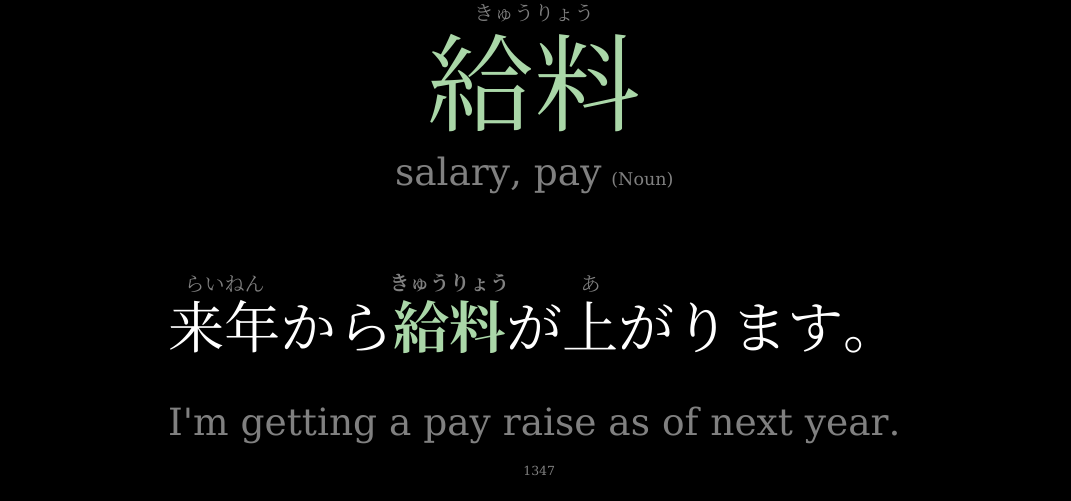 きゅうりょう
給料
salary, pay (Noun)
らいねん きゅうりょう あ
来年から給料が上がります。
I'm getting a pay raise as of next year.
1347